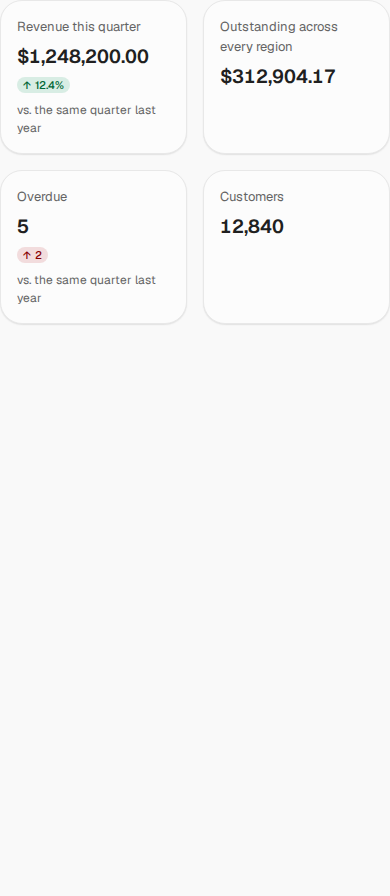 Revenue this quarter
$1,248,200.00
↑ 12.4%
vs. the same quarter last
year
Outstanding across
every region
$312,904.17
Overdue
5
↑ 2
vs. the same quarter last
year
Customers
12,840